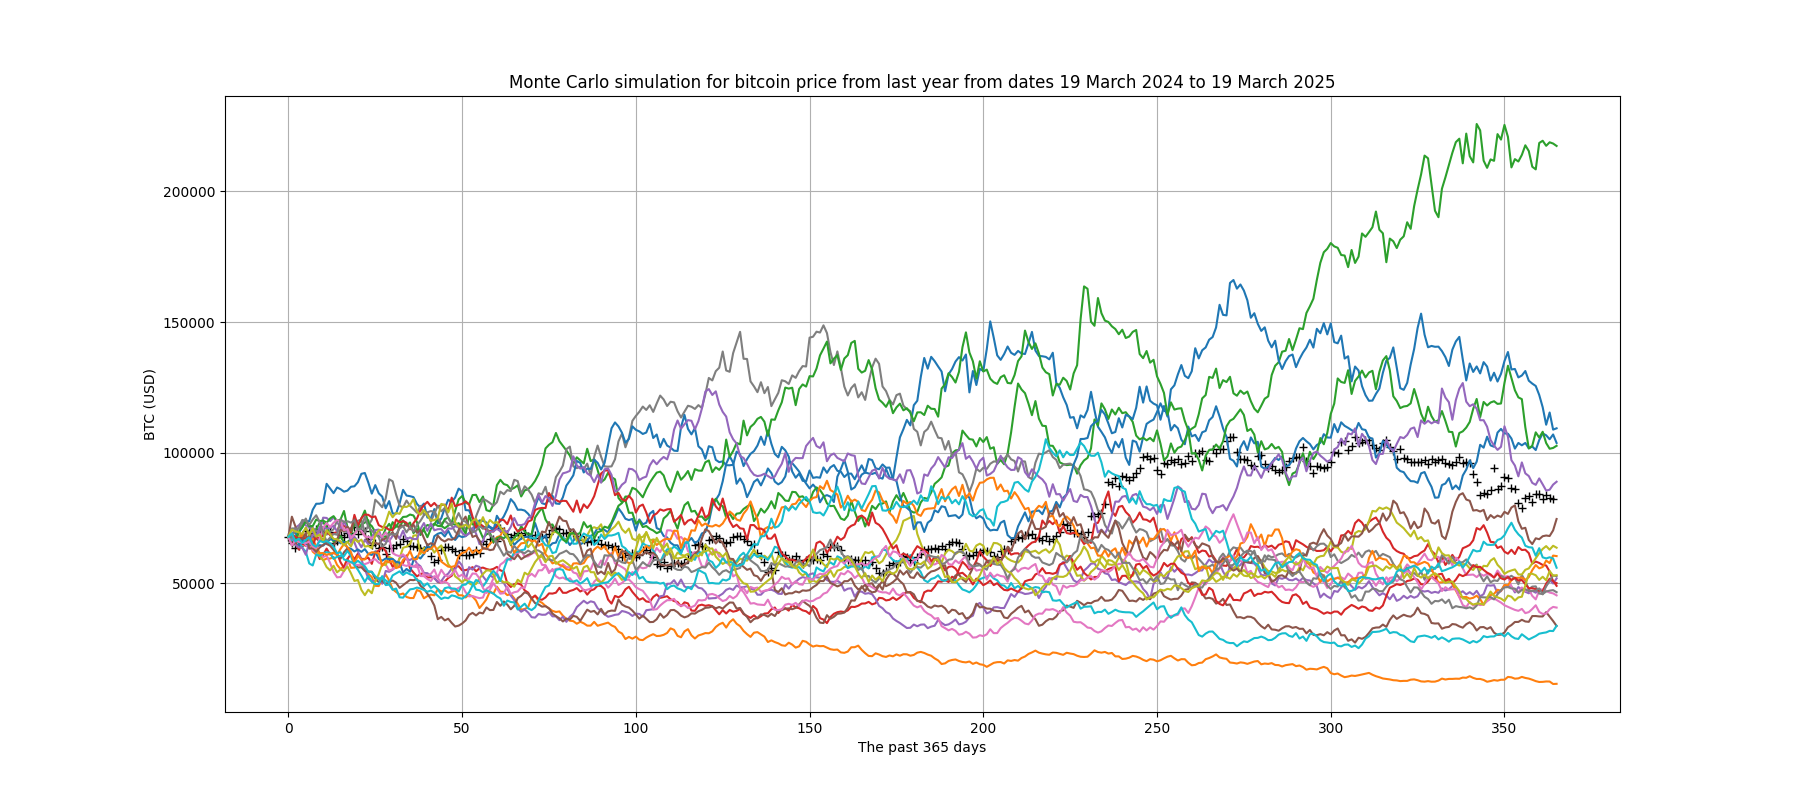 Monte Carlo simulation for bitcoin price from last year from dates 19 March 2024 to 19 March 2025
BTC (USD)
200000
150000
100000
50000
0 50 100 150 200 250 300 350
The past 365 days